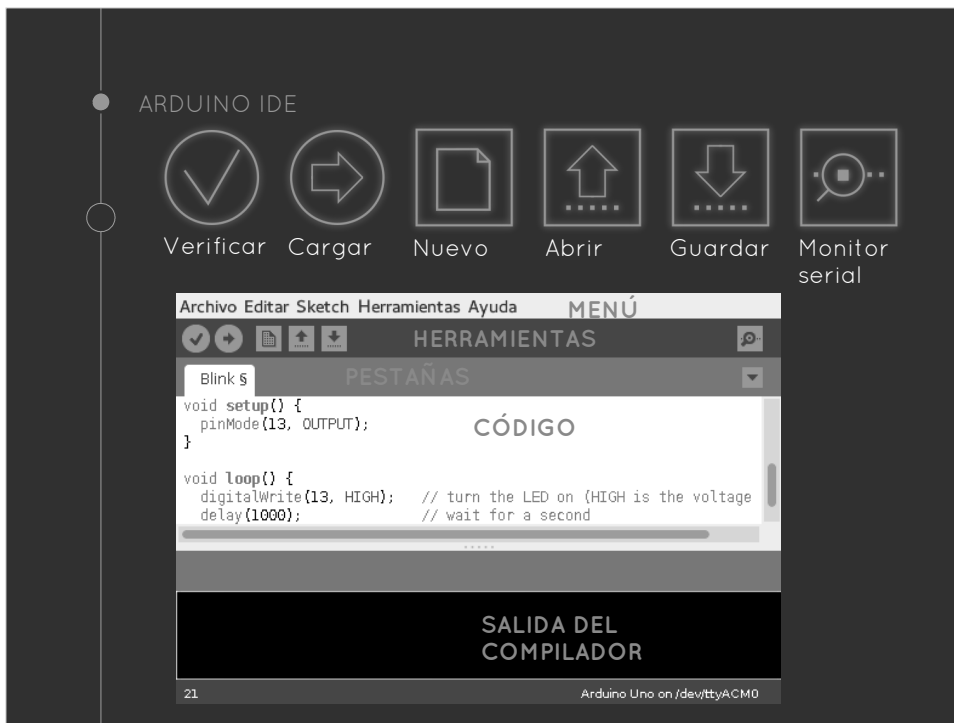 ARDUINO IDE
Verificar Cargar Nuevo Abrir Guardar Monitor
serial
Archivo Editar Sketch Herramientas Ayuda MENÚ
HERRAMIENTAS
Blink § PESTAÑAS
void setup() {
pinMode(13, OUTPUT);
CÓDIGO
}
void loop() {
digitalWrite(13, HIGH); // turn the LED on (HIGH is the voltage
delay(1000); // wait for a second
SALIDA DEL
COMPILADOR
21 Arduino Uno on /dev/ttyACM0